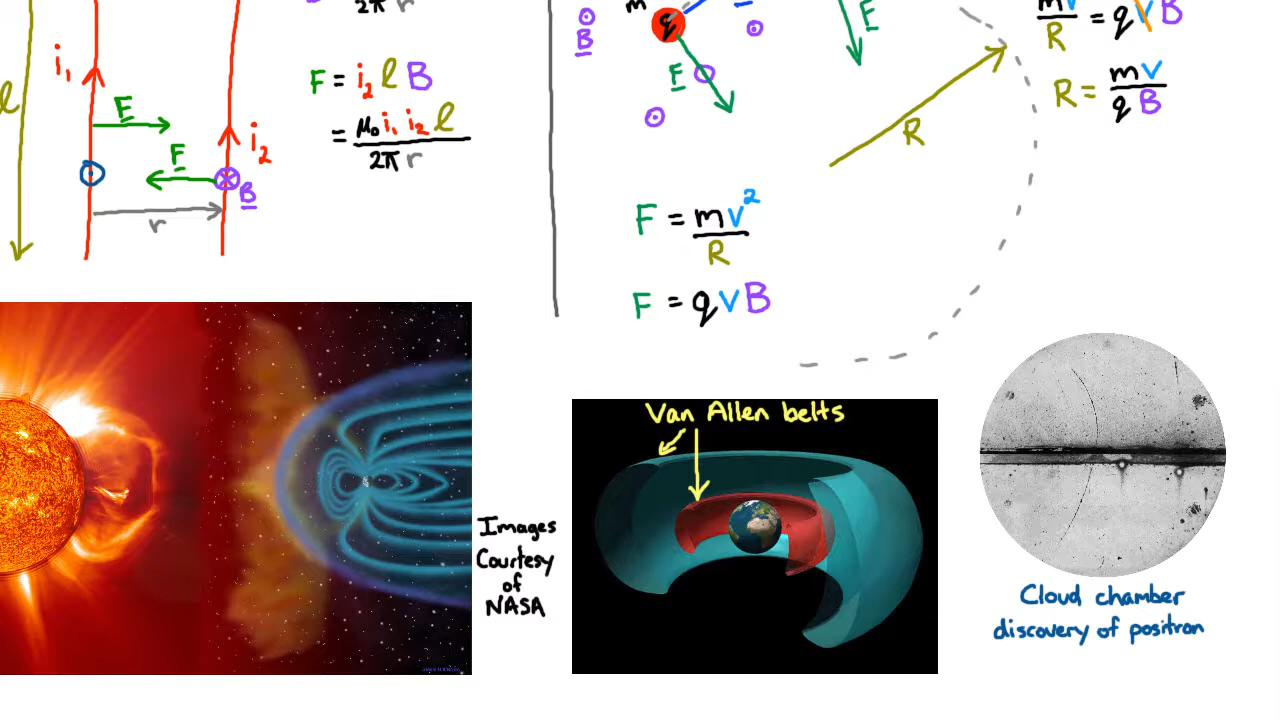 2π r
i₁
l
F
F
i₂
B
r
F = i₂ l B
= μ₀ i₁ i₂ l
2π r
m
q
B
F
F
R
mv = qvB
R
R = mv
qB
F = mv²
R
F = qvB
Images
Courtesy
of
NASA
Van Allen belts
Cloud chamber
discovery of positron